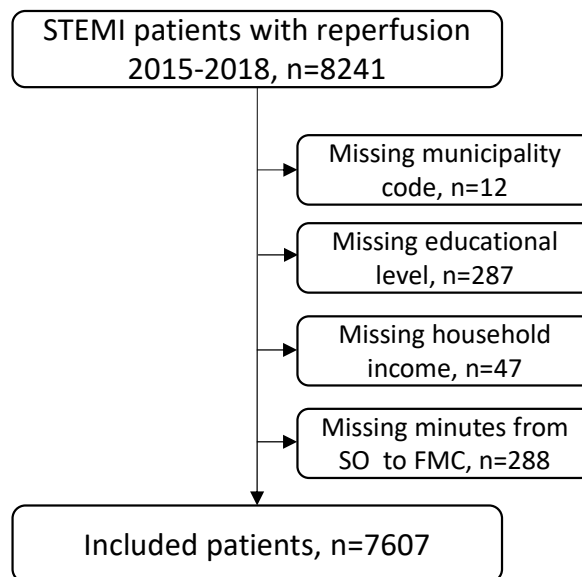 STEMI patients with reperfusion
2015-2018, n=8241
Missing municipality
code, n=12
Missing educational
level, n=287
Missing household
income, n=47
Missing minutes from
SO to FMC, n=288
Included patients, n=7607